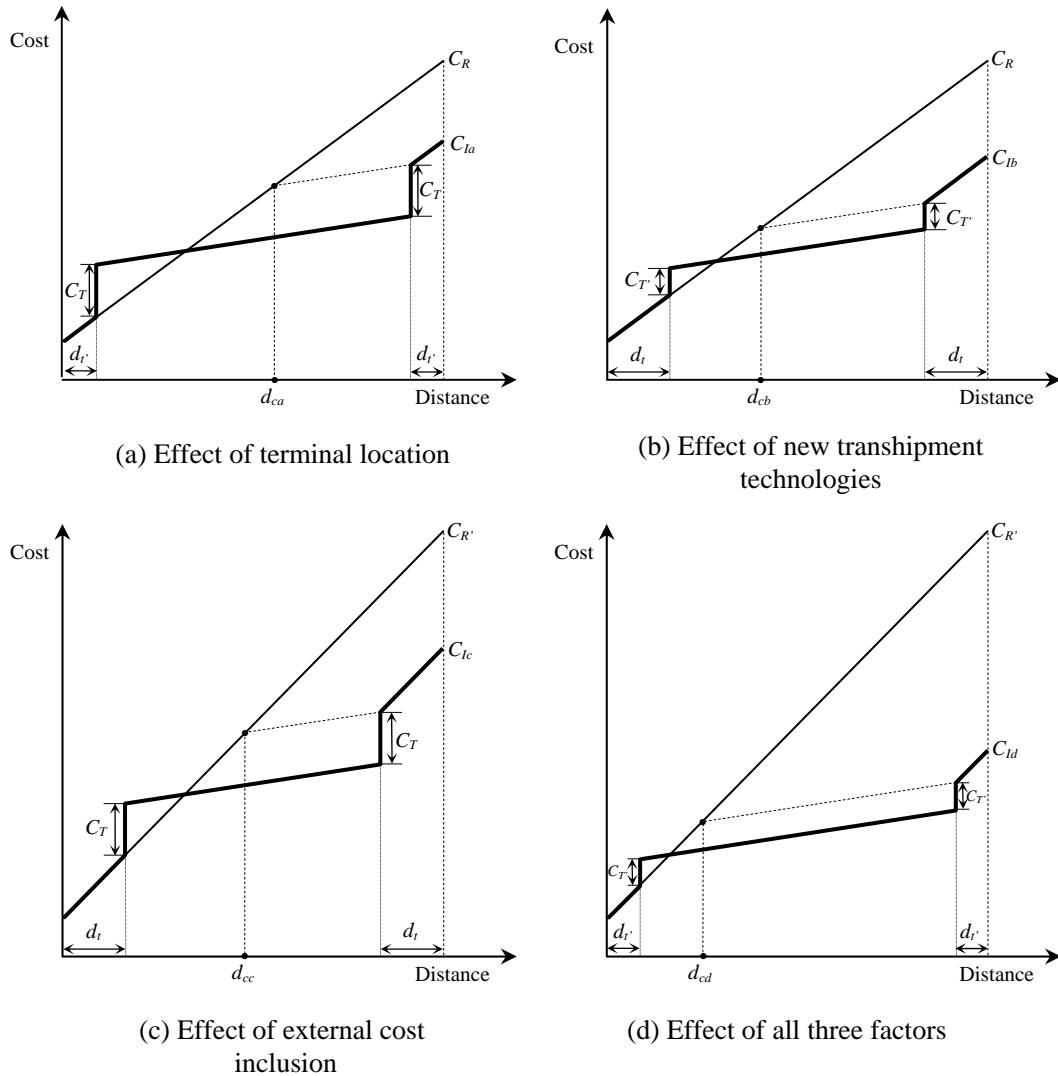 Cost
C_R
C_Ia
C_T
C_T
d_t'
d_t'
d_ca
Distance
(a) Effect of terminal location
Cost
C_R
C_Ib
C_T'
C_T'
d_t
d_t
d_cb
Distance
(b) Effect of new transhipment
technologies
Cost
C_R'
C_Ic
C_T
C_T
d_t
d_t
d_cc
Distance
(c) Effect of external cost
inclusion
Cost
C_R'
C_Id
C_T'
C_T'
d_t'
d_t'
d_cd
Distance
(d) Effect of all three factors